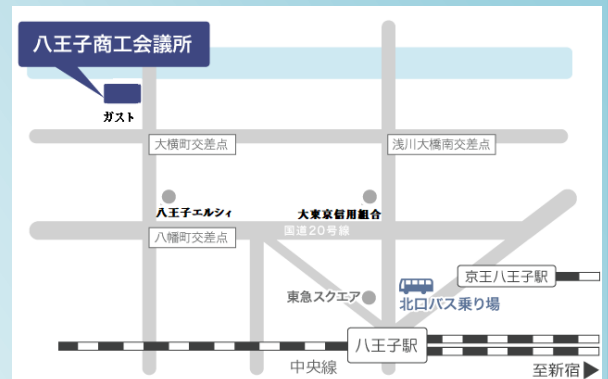 八王子商工会議所
ガスト
大横町交差点
浅川大橋南交差点
八王子エルシィ
大東京信用組合
国道20号線
八幡町交差点
京王八王子駅
東急スクエア
北口バス乗り場
八王子駅
中央線
至新宿